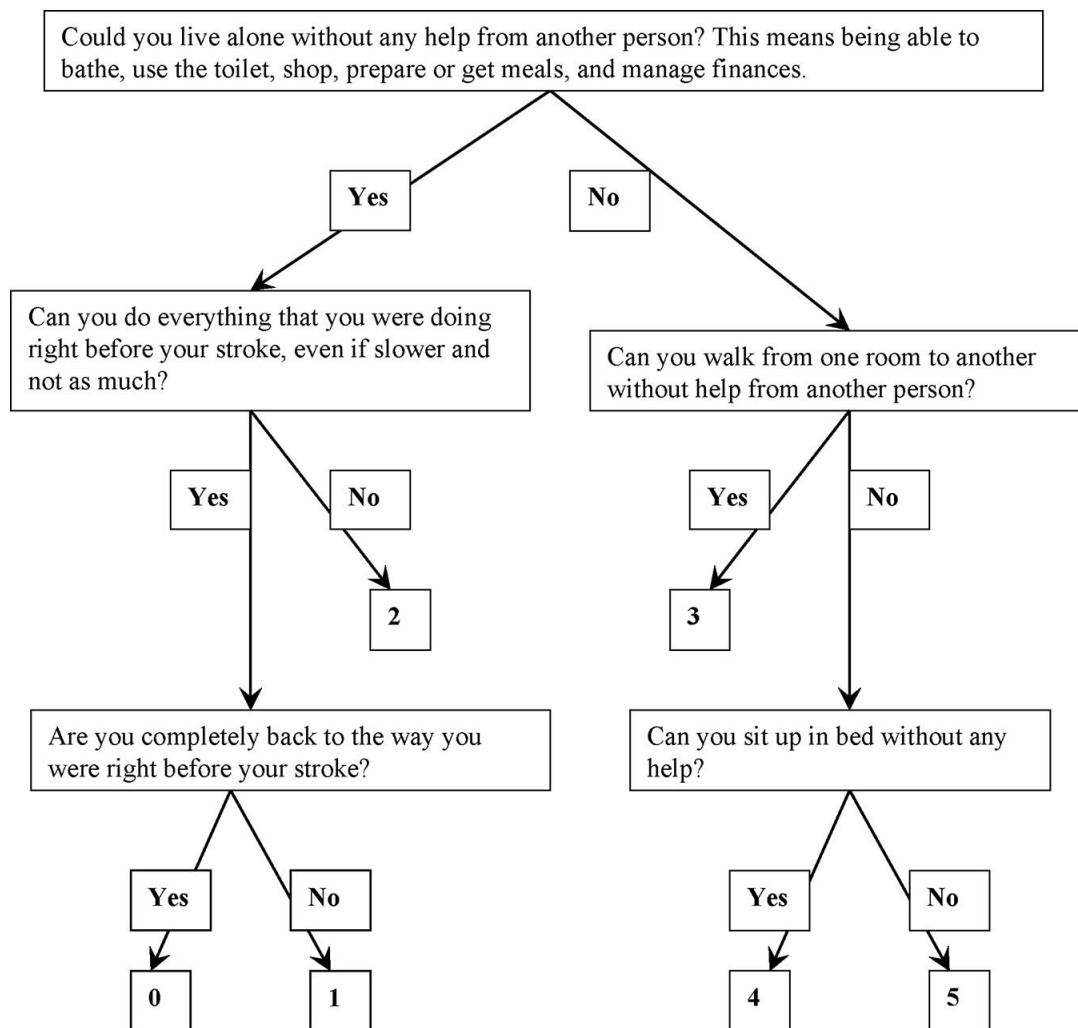 Could you live alone without any help from another person? This means being able to
bathe, use the toilet, shop, prepare or get meals, and manage finances.
Yes
No
Can you do everything that you were doing
right before your stroke, even if slower and
not as much?
Can you walk from one room to another
without help from another person?
Yes
No
Yes
No
2
3
Are you completely back to the way you
were right before your stroke?
Can you sit up in bed without any
help?
Yes
No
Yes
No
0
1
4
5